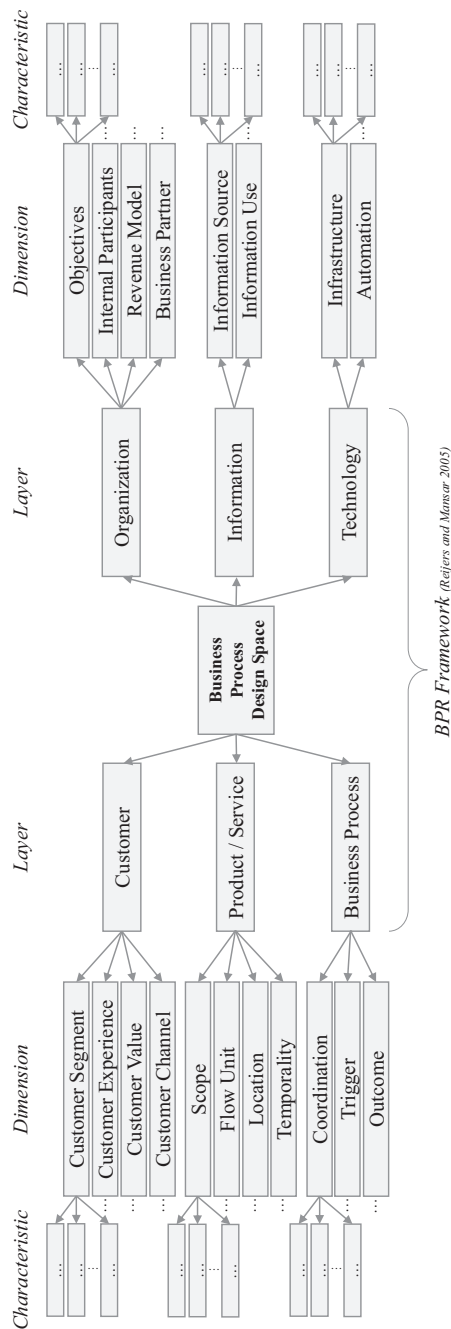 Characteristic
Dimension
Layer
Layer
Dimension
Characteristic
...
...
...
...
Customer Segment
Customer Experience
...
Customer Value
...
Customer Channel
...
Customer
...
...
...
...
Scope
Flow Unit
...
Location
...
Temporality
...
Product / Service
...
...
...
...
Coordination
Trigger
...
Outcome
...
Business Process
Business
Process
Design Space
Organization
Objectives
Internal Participants
...
Revenue Model
...
Business Partner
...
...
...
...
...
Information
Information Source
Information Use
...
...
...
...
...
Technology
Infrastructure
Automation
...
...
...
...
...
BPR Framework (Reijers and Mansar 2005)